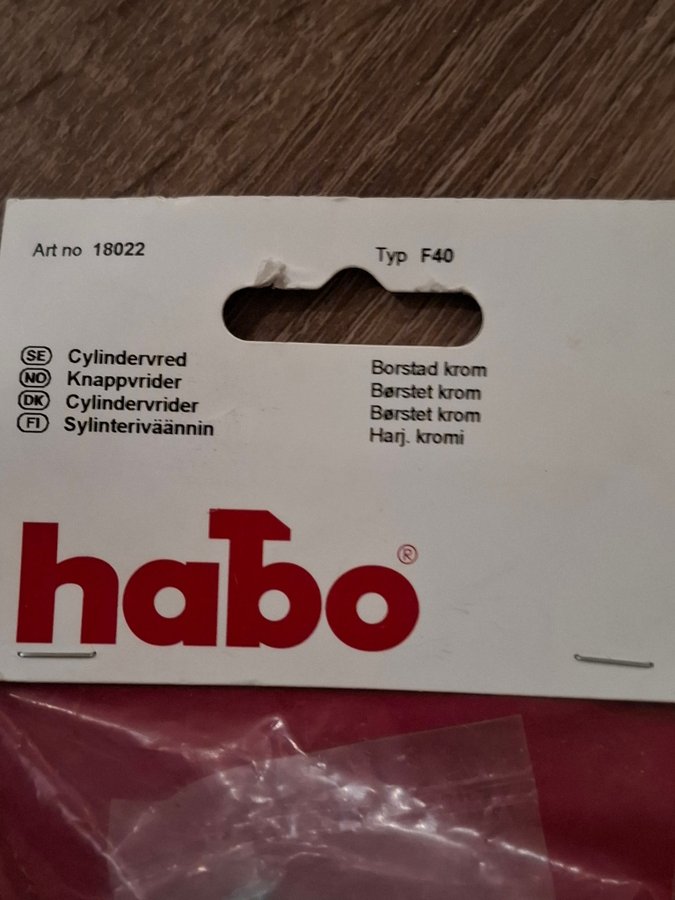 Art no 18022
Typ F40
SE Cylindervred Borstad krom
NO Knappvrider Børstet krom
DK Cylindervrider Børstet krom
FI Sylinteriväännin Harj. kromi
habo ®